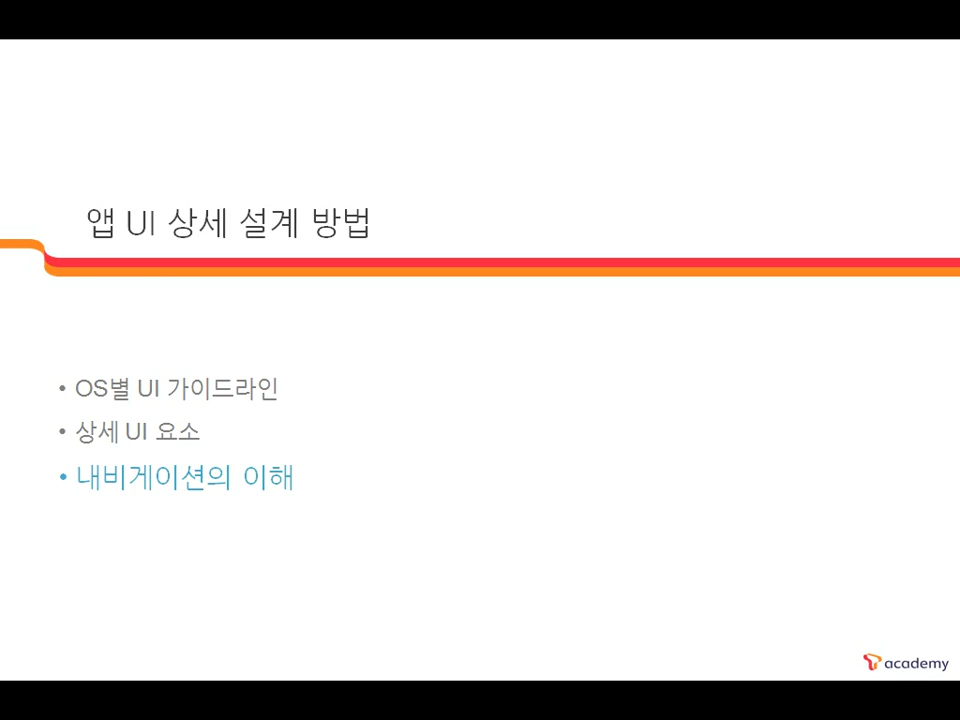 앱 UI 상세 설계 방법
• OS별 UI 가이드라인
• 상세 UI 요소
• 내비게이션의 이해
T academy